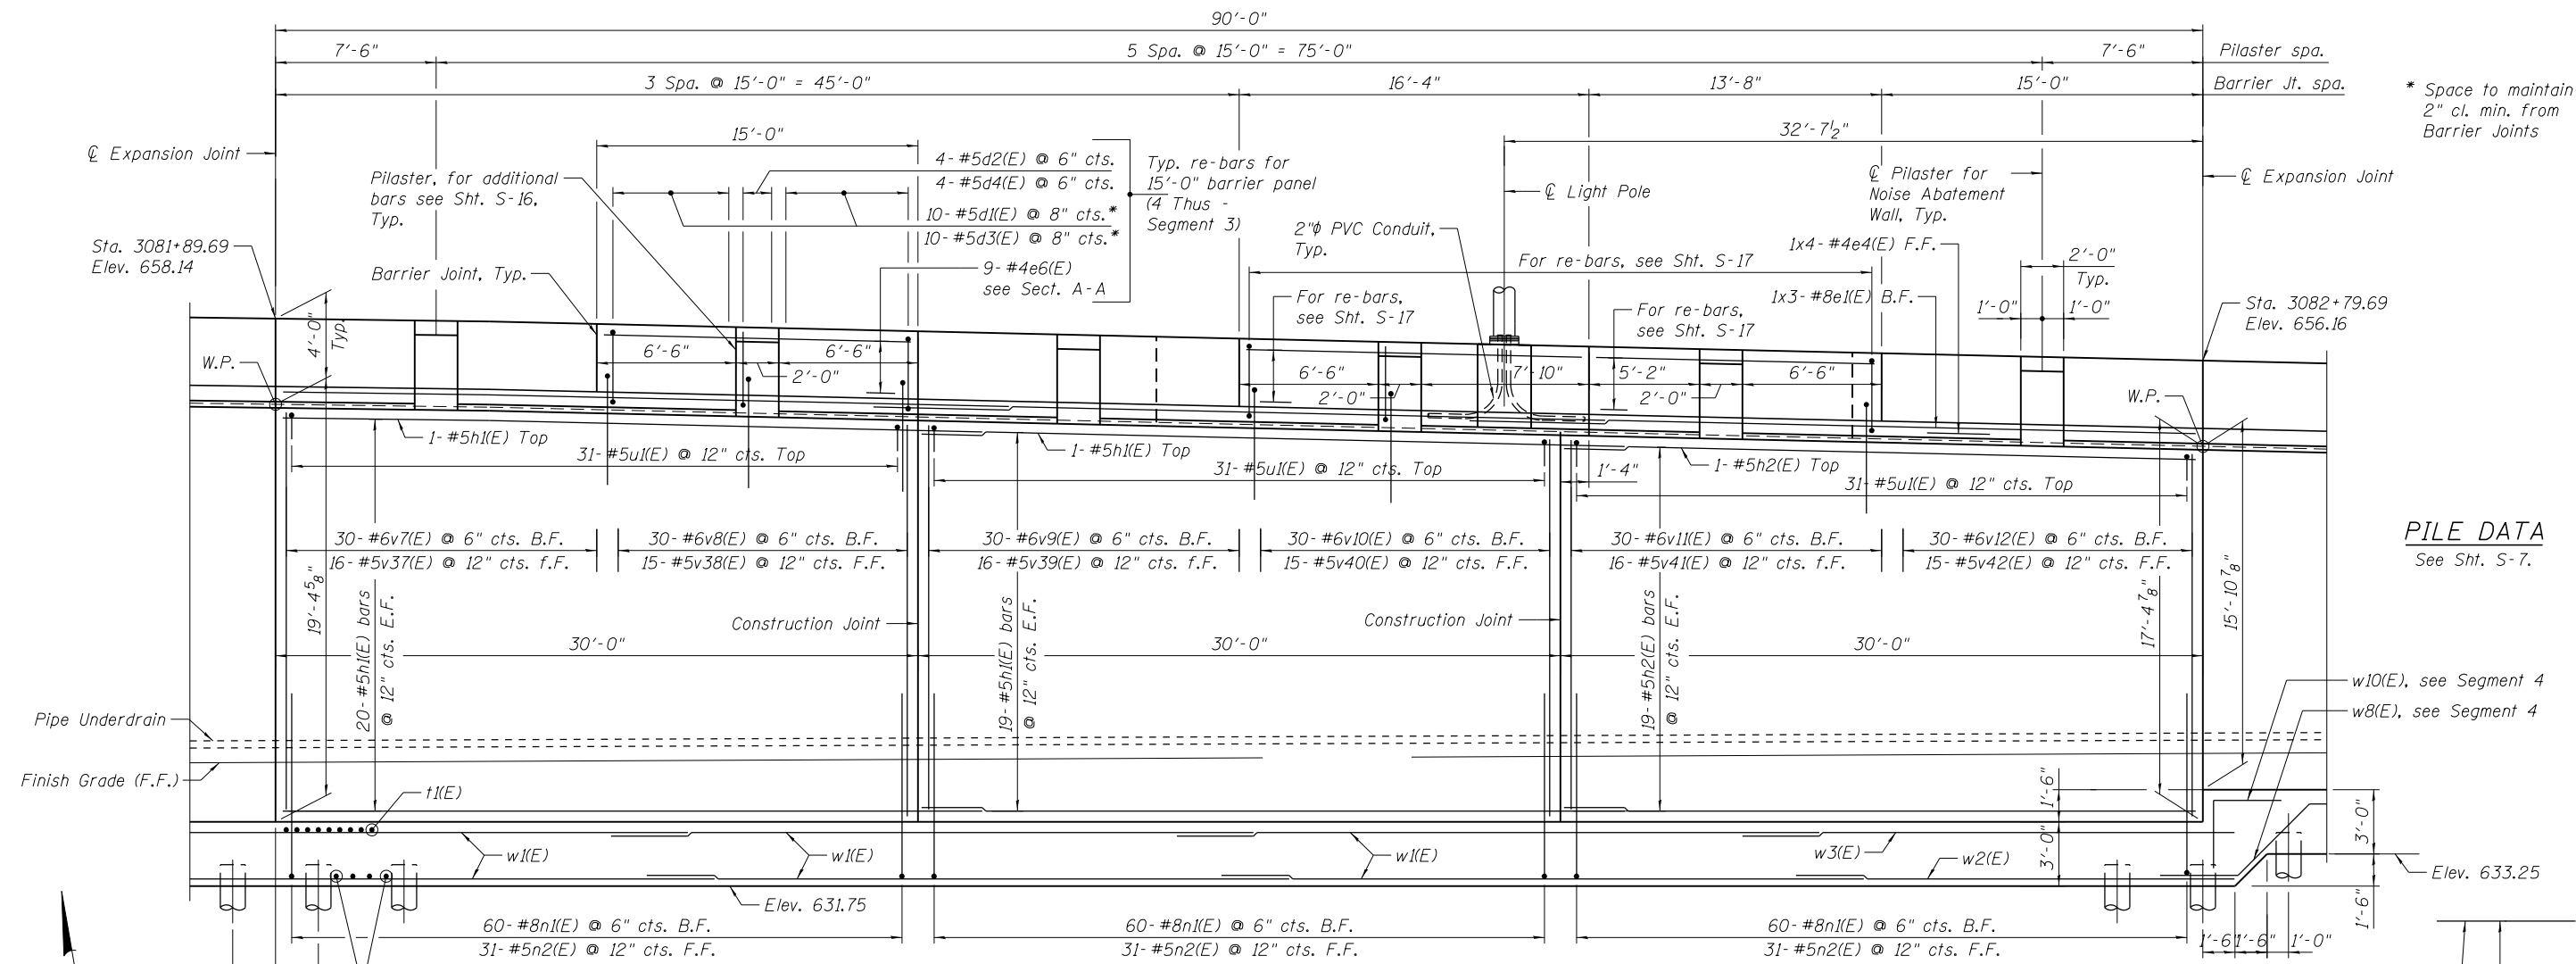 90'-0"
7'-6"
5 Spa. @ 15'-0" = 75'-0"
7'-6"
Pilaster spa.
3 Spa. @ 15'-0" = 45'-0"
16'-4"
13'-8"
15'-0"
Barrier Jt. spa.
* Space to maintain
2" cl. min. from
Barrier Joints
15'-0"
32'-7½"
℄ Expansion Joint
Pilaster, for additional
bars see Sht. S-16,
Typ.
4- #5d2(E) @ 6" cts.
4- #5d4(E) @ 6" cts.
10- #5d1(E) @ 8" cts.*
10- #5d3(E) @ 8" cts.*
9- #4e6(E)
see Sect. A-A
Typ. re-bars for
15'-0" barrier panel
(4 Thus -
Segment 3)
℄ Light Pole
2"ϕ PVC Conduit,
Typ.
℄ Pilaster for
Noise Abatement
Wall, Typ.
℄ Expansion Joint
Sta. 3081+89.69
Elev. 658.14
Barrier Joint, Typ.
For re-bars, see Sht. S-17
1x4- #4e4(E) F.F.
1x3- #8e1(E) B.F.
2'-0"
Typ.
1'-0"
1'-0"
Sta. 3082+79.69
Elev. 656.16
For re-bars,
see Sht. S-17
For re-bars,
see Sht. S-17
4'-0"
Typ.
W.P.
6'-6"
6'-6"
2'-0"
6'-6"
2'-0"
7'-10"
5'-2"
2'-0"
6'-6"
W.P.
1- #5h1(E) Top
31- #5u1(E) @ 12" cts. Top
1- #5h1(E) Top
31- #5u1(E) @ 12" cts. Top
1'-4"
1- #5h2(E) Top
31- #5u1(E) @ 12" cts. Top
30- #6v7(E) @ 6" cts. B.F.
16- #5v37(E) @ 12" cts. f.F.
30- #6v8(E) @ 6" cts. B.F.
15- #5v38(E) @ 12" cts. F.F.
30- #6v9(E) @ 6" cts. B.F.
16- #5v39(E) @ 12" cts. f.F.
30- #6v10(E) @ 6" cts. B.F.
15- #5v40(E) @ 12" cts. F.F.
30- #6v11(E) @ 6" cts. B.F.
16- #5v41(E) @ 12" cts. f.F.
30- #6v12(E) @ 6" cts. B.F.
15- #5v42(E) @ 12" cts. F.F.
PILE DATA
See Sht. S-7.
19'-4⅝"
20- #5h1(E) bars
@ 12" cts. E.F.
19- #5h1(E) bars
@ 12" cts. E.F.
19- #5h2(E) bars
@ 12" cts. E.F.
17'-4⅞"
15'-10⅞"
Construction Joint
Construction Joint
30'-0"
30'-0"
30'-0"
Pipe Underdrain
Finish Grade (F.F.)
t1(E)
w10(E), see Segment 4
w8(E), see Segment 4
1'-6"
3'-0"
3'-0"
1'-6"
w1(E)
w1(E)
w1(E)
w3(E)
w2(E)
Elev. 633.25
Elev. 631.75
60- #8n1(E) @ 6" cts. B.F.
31- #5n2(E) @ 12" cts. F.F.
60- #8n1(E) @ 6" cts. B.F.
31- #5n2(E) @ 12" cts. F.F.
60- #8n1(E) @ 6" cts. B.F.
31- #5n2(E) @ 12" cts. F.F.
1'-6"
1'-6"
1'-0"